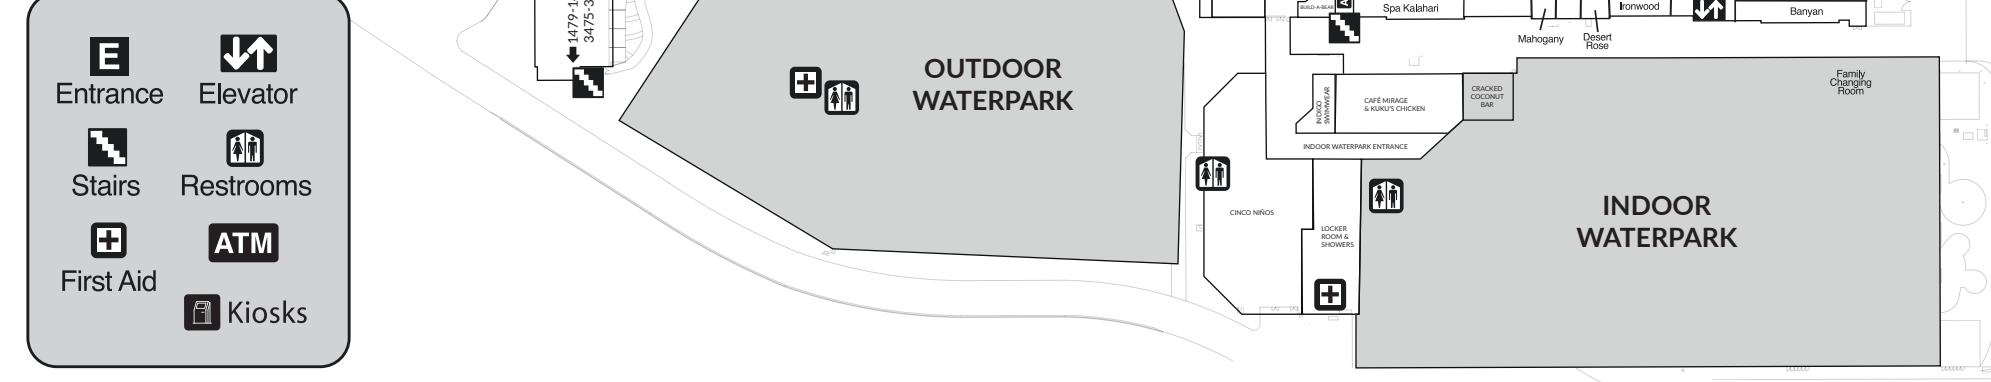 E
Entrance
Elevator
Stairs
Restrooms
First Aid
ATM
Kiosks
OUTDOOR
WATERPARK
BUILD-A-BEAR
Spa Kalahari
Mahogany
Desert
Rose
Ironwood
Banyan
INDIGO
SWIMWEAR
CAFÉ MIRAGE
& KUKU'S CHICKEN
CRACKED
COCONUT
BAR
Family
Changing
Room
INDOOR WATERPARK ENTRANCE
CINCO NIÑOS
LOCKER
ROOM &
SHOWERS
INDOOR
WATERPARK